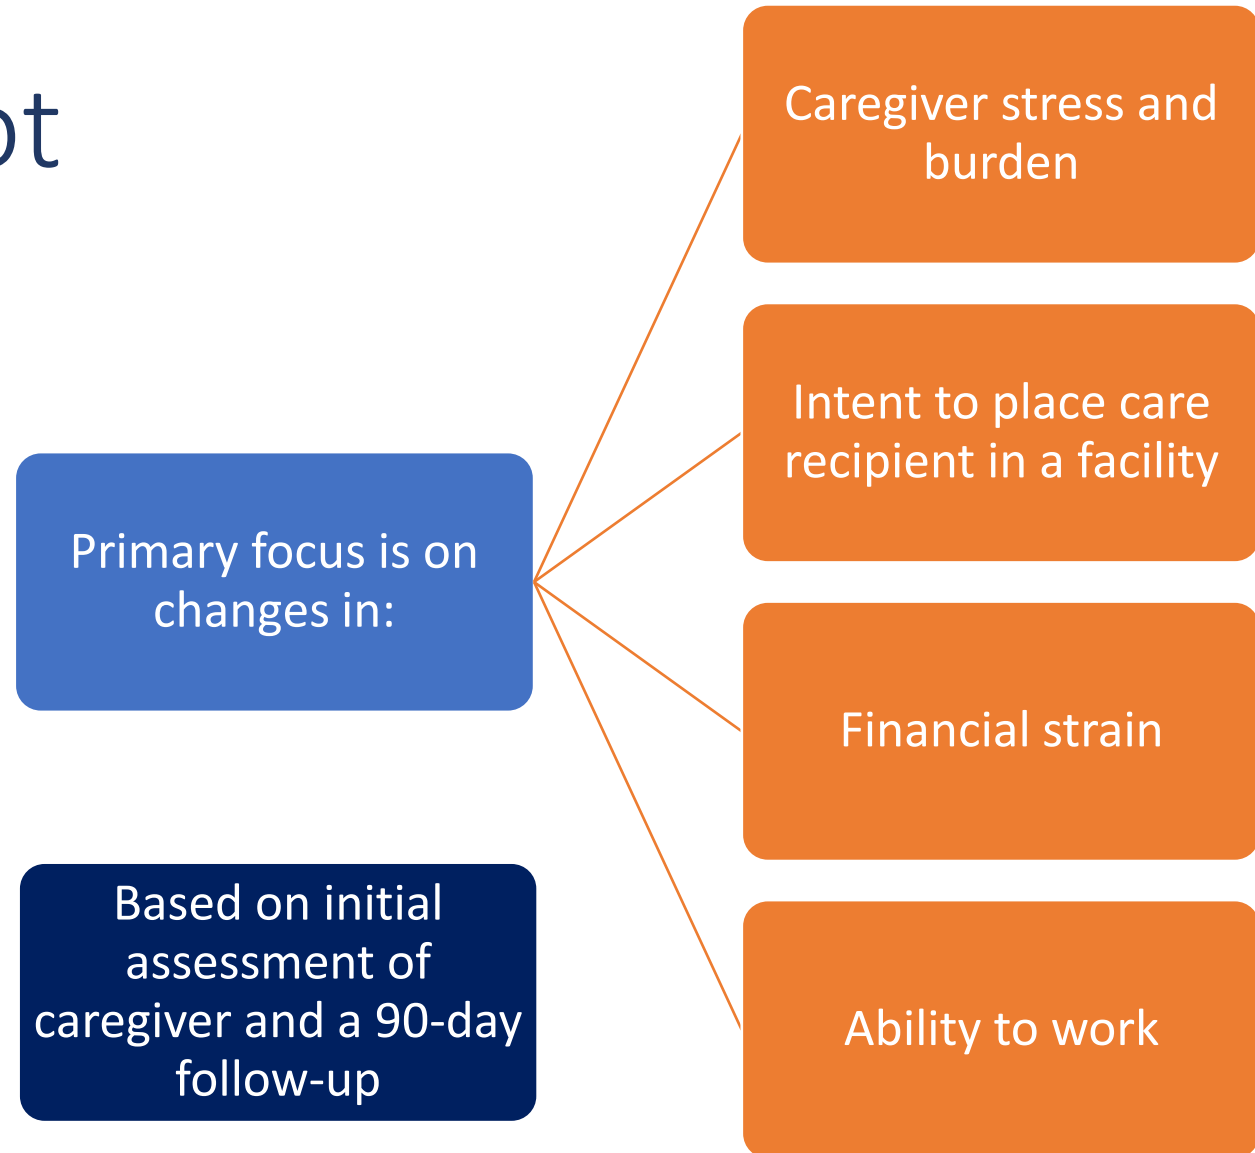 ot
Primary focus is on
changes in:
Caregiver stress and
burden
Intent to place care
recipient in a facility
Financial strain
Ability to work
Based on initial
assessment of
caregiver and a 90-day
follow-up